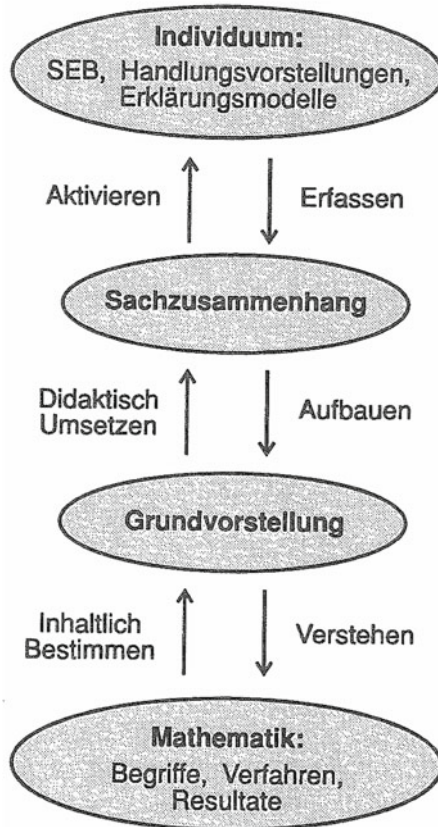 Individuum:
SEB, Handlungsvorstellungen,
Erklärungsmodelle
Aktivieren
Erfassen
Sachzusammenhang
Didaktisch
Umsetzen
Aufbauen
Grundvorstellung
Inhaltlich
Bestimmen
Verstehen
Mathematik:
Begriffe, Verfahren,
Resultate